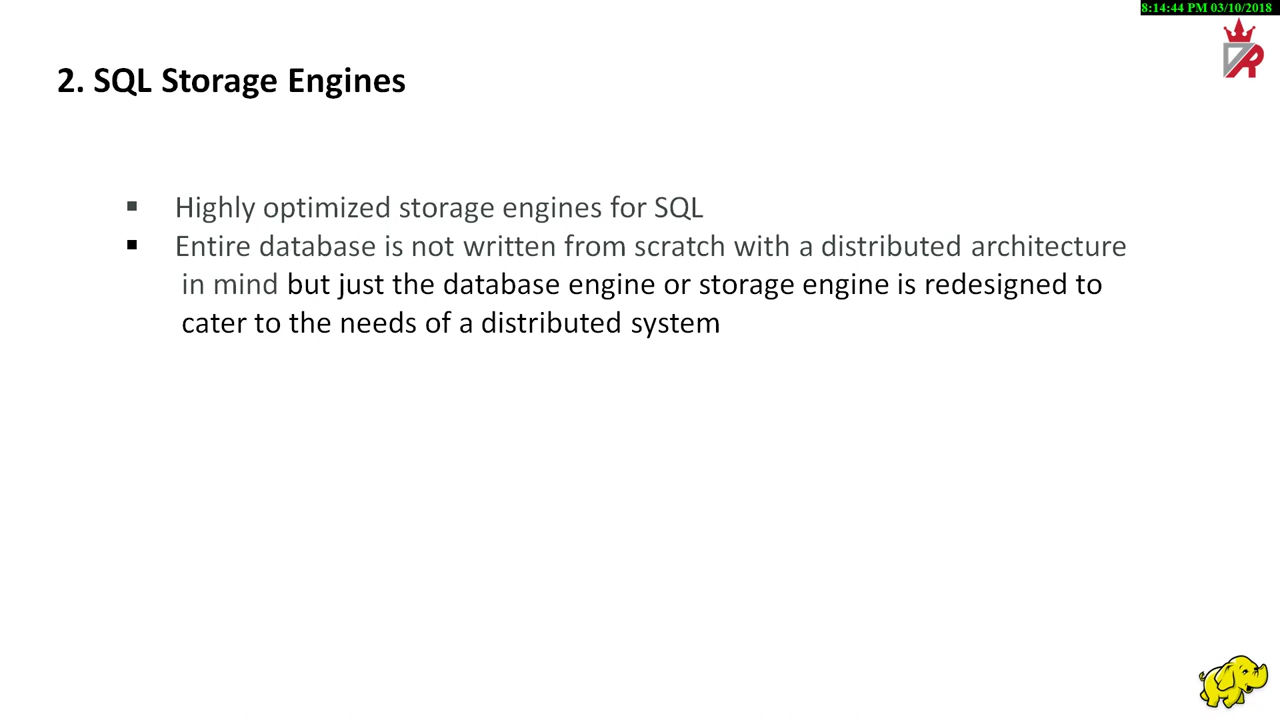 8:14:44 PM 03/10/2018
2. SQL Storage Engines
▪ Highly optimized storage engines for SQL
▪ Entire database is not written from scratch with a distributed architecture
in mind but just the database engine or storage engine is redesigned to
cater to the needs of a distributed system